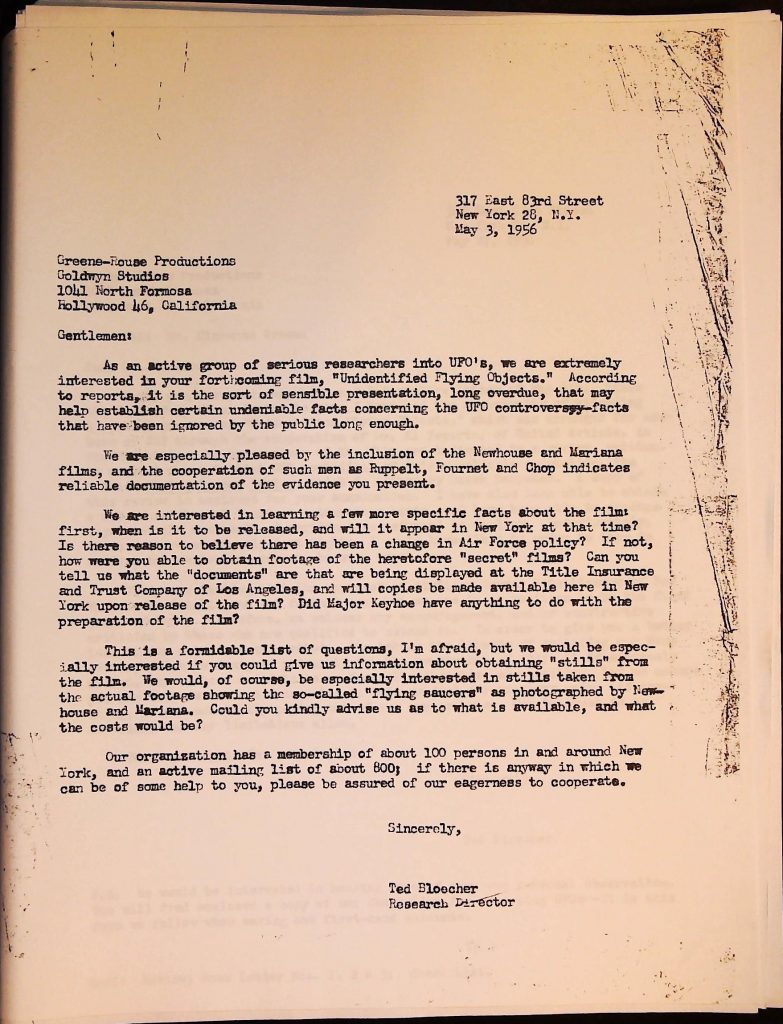 317 East 83rd Street
New York 28, N.Y.
May 3, 1956
Greene-Rouse Productions
Goldwyn Studios
1041 North Formosa
Hollywood 46, California
Gentlemen:
As an active group of serious researchers into UFO's, we are extremely
interested in your forthcoming film, "Unidentified Flying Objects." According
to reports, it is the sort of sensible presentation, long overdue, that may
help establish certain undeniable facts concerning the UFO controversy-facts
that have been ignored by the public long enough.
We are especially pleased by the inclusion of the Newhouse and Mariana
films, and the cooperation of such men as Ruppelt, Fournet and Chop indicates
reliable documentation of the evidence you present.
We are interested in learning a few more specific facts about the film:
first, when is it to be released, and will it appear in New York at that time?
Is there reason to believe there has been a change in Air Force policy? If not,
how were you able to obtain footage of the heretofore "secret" films? Can you
tell us what the "documents" are that are being displayed at the Title Insurance
and Trust Company of Los Angeles, and will copies be made available here in New
York upon release of the film? Did Major Keyhoe have anything to do with the
preparation of the film?
This is a formidable list of questions, I'm afraid, but we would be espec-
ially interested if you could give us information about obtaining "stills" from
the film. We would, of course, be especially interested in stills taken from
the actual footage showing the so-called "flying saucers" as photographed by New-
house and Mariana. Could you kindly advise us as to what is available, and what
the costs would be?
Our organization has a membership of about 100 persons in and around New
York, and an active mailing list of about 800; if there is anyway in which we
can be of some help to you, please be assured of our eagerness to cooperate.
Sincerely,
Ted Bloecher
Research Director